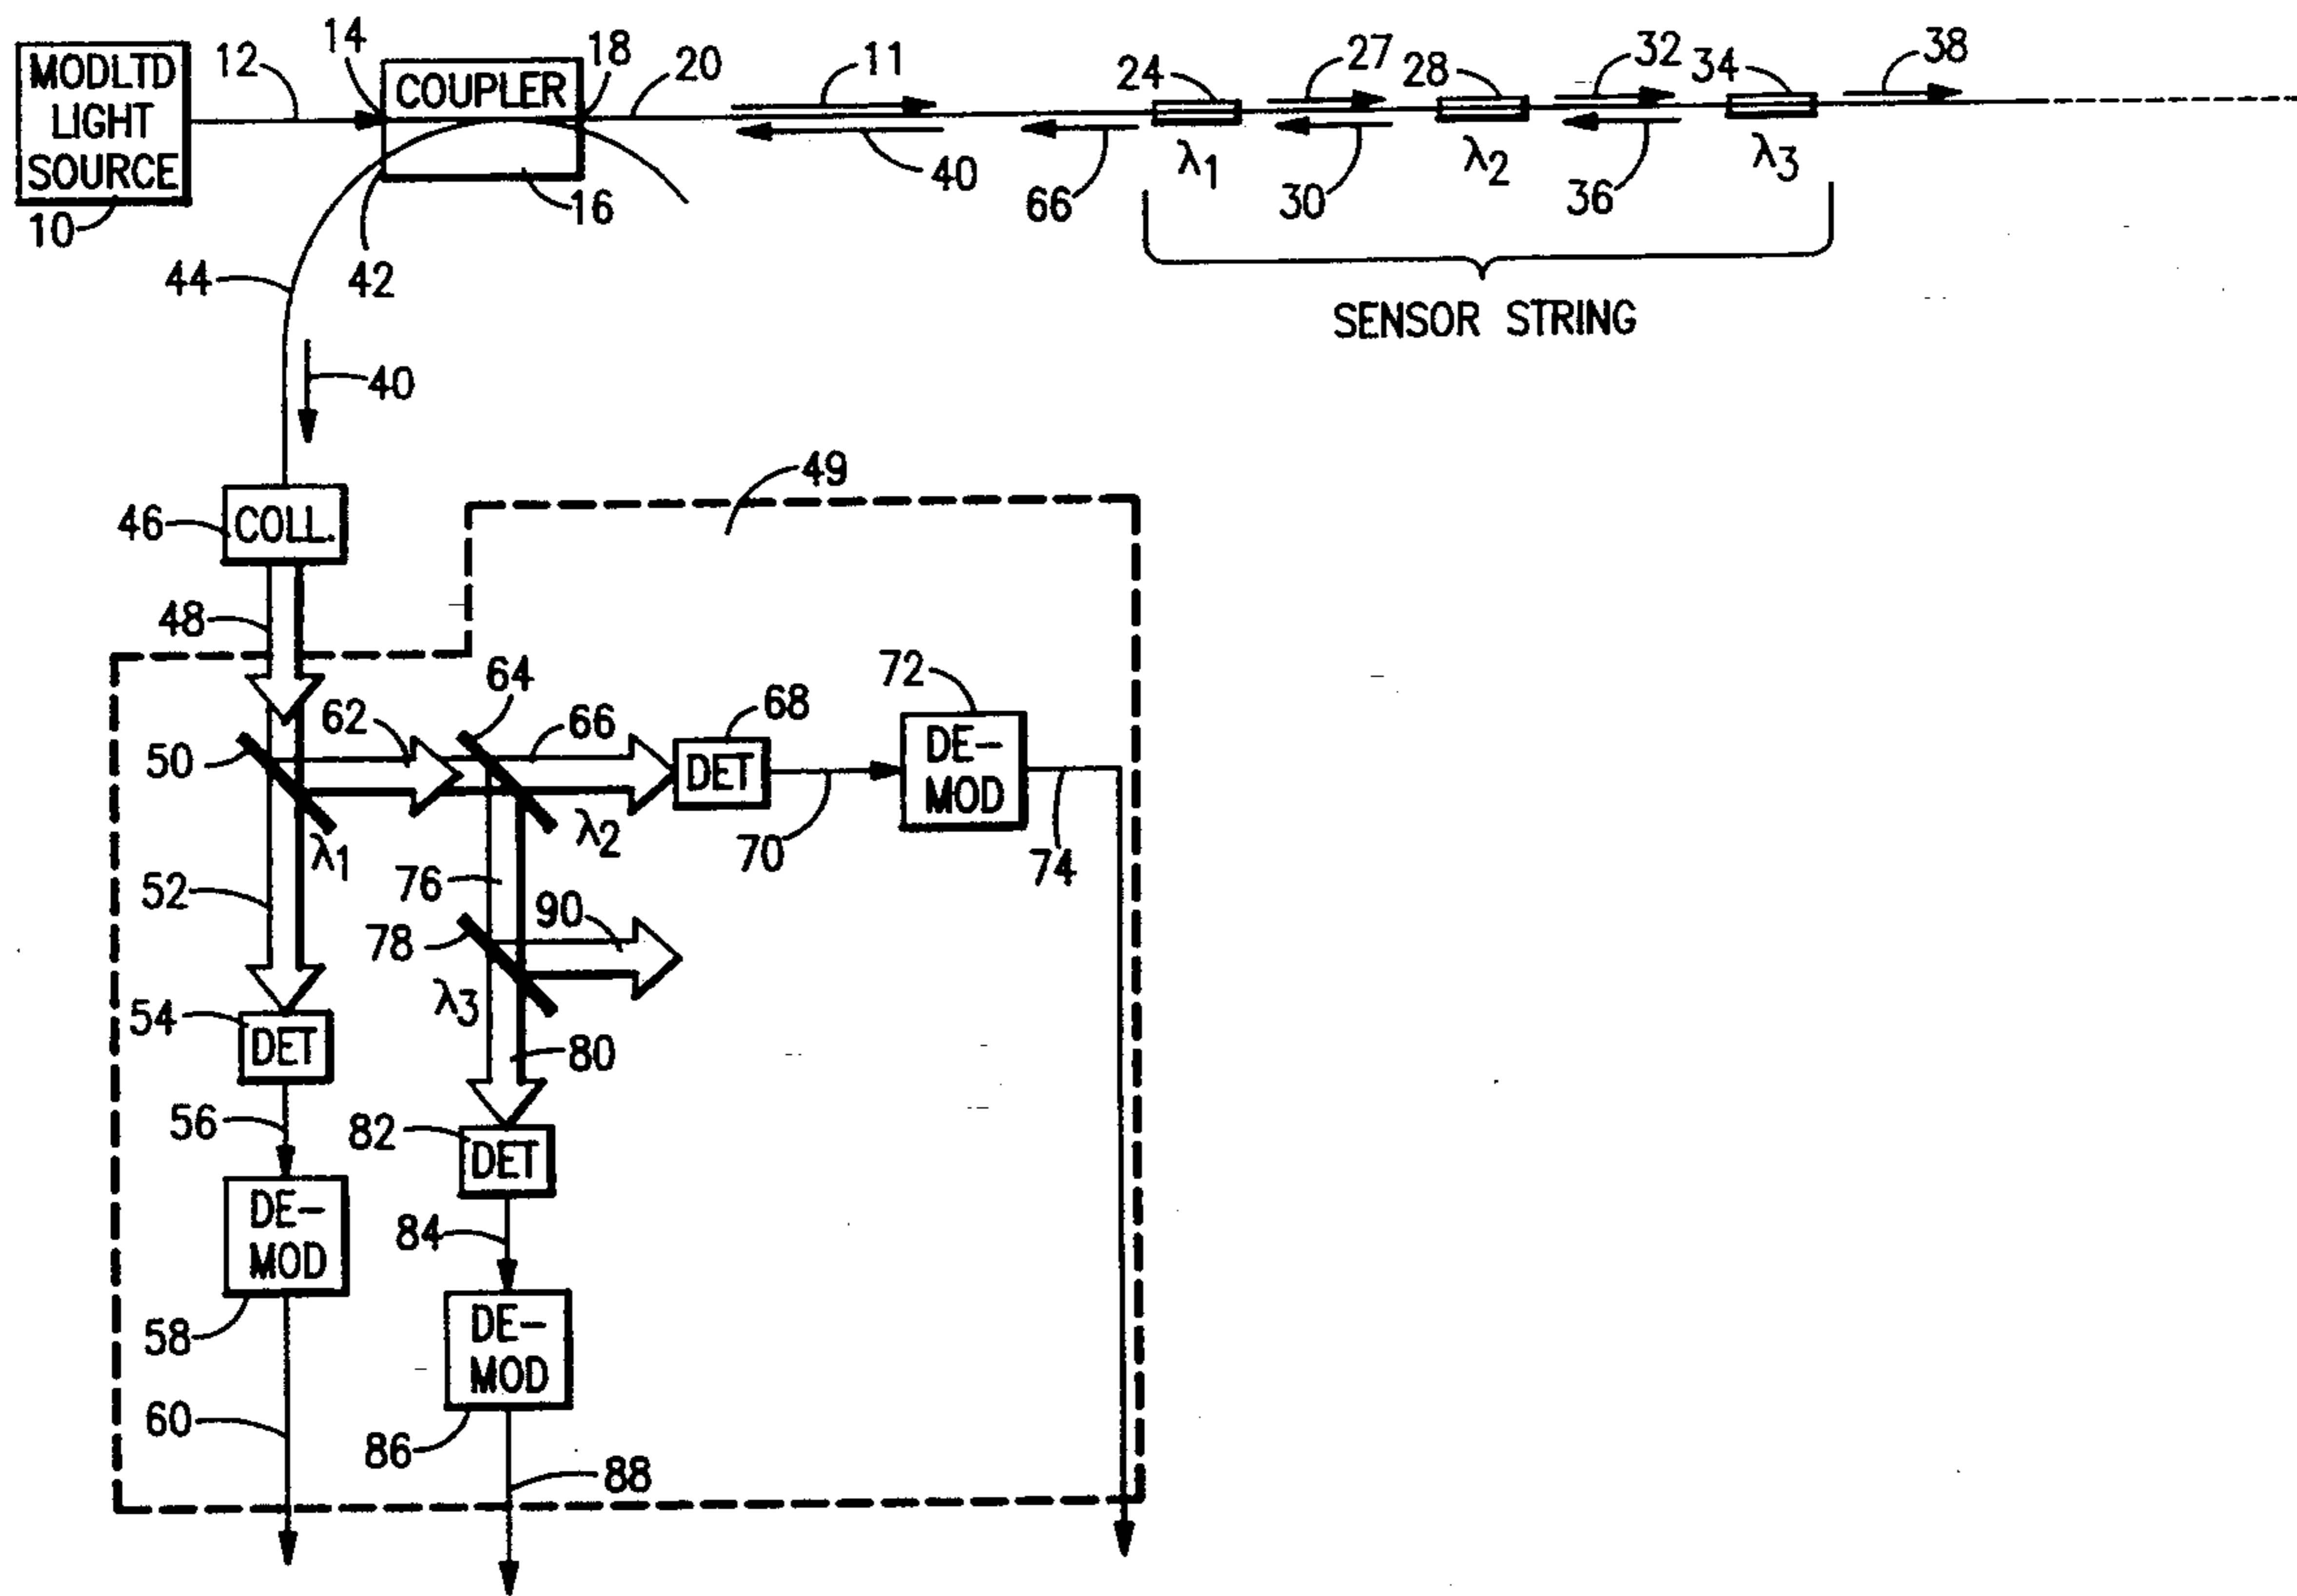 MODLTD
LIGHT
SOURCE
10
12
14
COUPLER
18
20
16
42
44
11
40
66
24
λ1
27
30
28
λ2
32
36
34
λ3
38
SENSOR STRING
40
46
COLL.
49
48
50
62
64
66
68
DET
70
72
DE-
MOD
74
λ1
λ2
52
76
78
90
λ3
54
DET
80
56
82
DET
DE-
MOD
84
58
DE-
MOD
60
86
88